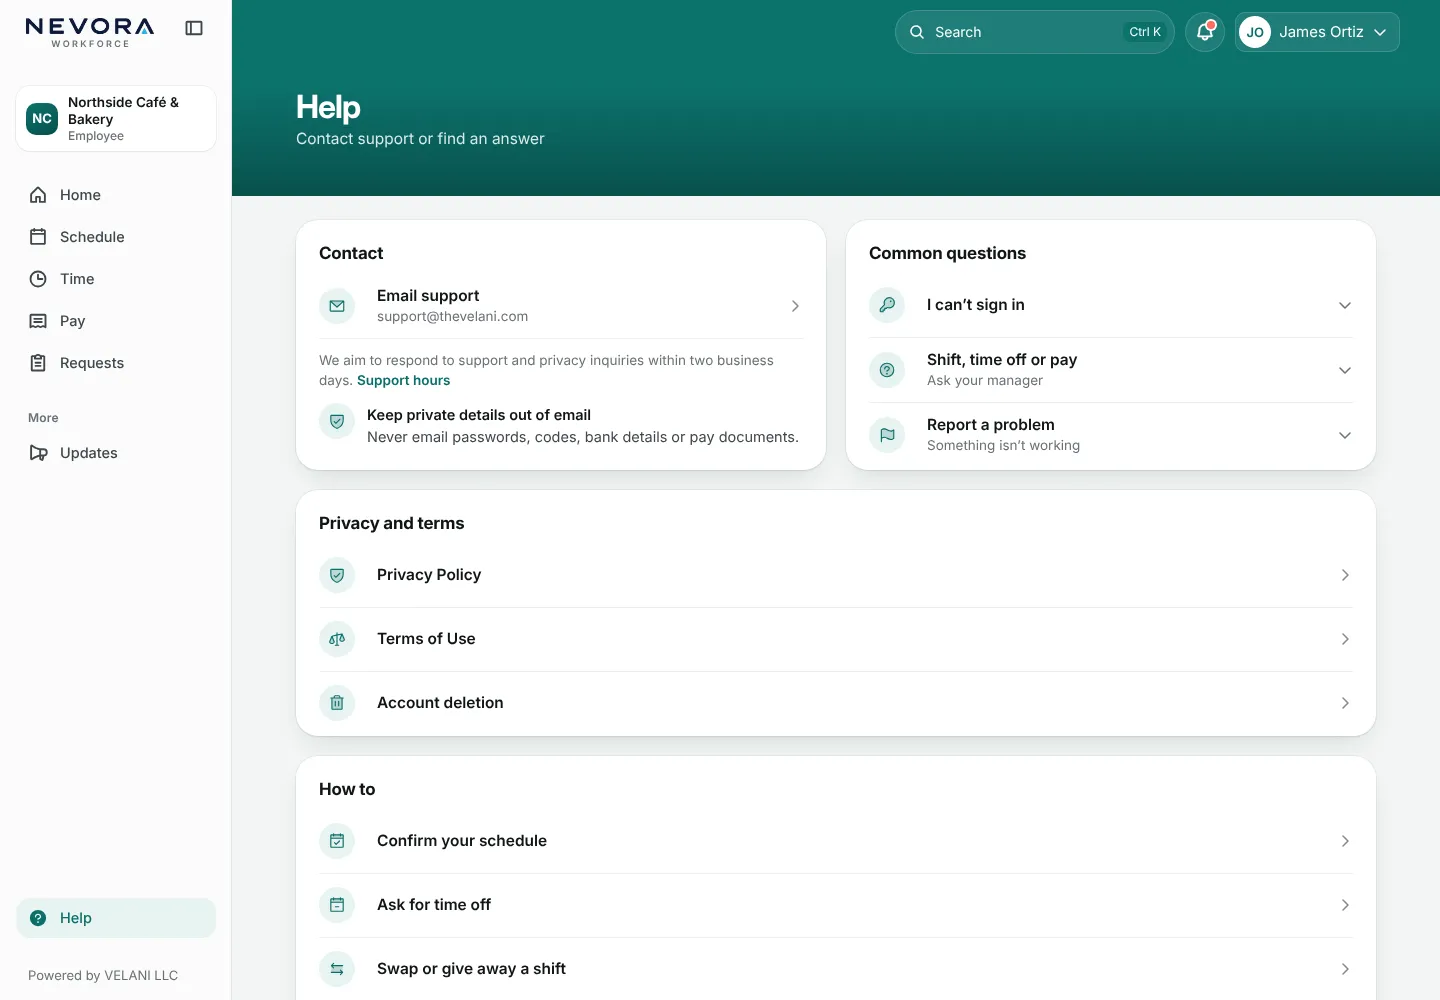 NEVORA
WORKFORCE
NC
Northside Café &
Bakery
Employee
Home
Schedule
Time
Pay
Requests
More
Updates
Help
Powered by VELANI LLC
Search
Ctrl K
JO
James Ortiz
Help
Contact support or find an answer
Contact
Email support
support@thevelani.com
We aim to respond to support and privacy inquiries within two business
days. Support hours
Keep private details out of email
Never email passwords, codes, bank details or pay documents.
Common questions
I can’t sign in
Shift, time off or pay
Ask your manager
Report a problem
Something isn’t working
Privacy and terms
Privacy Policy
Terms of Use
Account deletion
How to
Confirm your schedule
Ask for time off
Swap or give away a shift